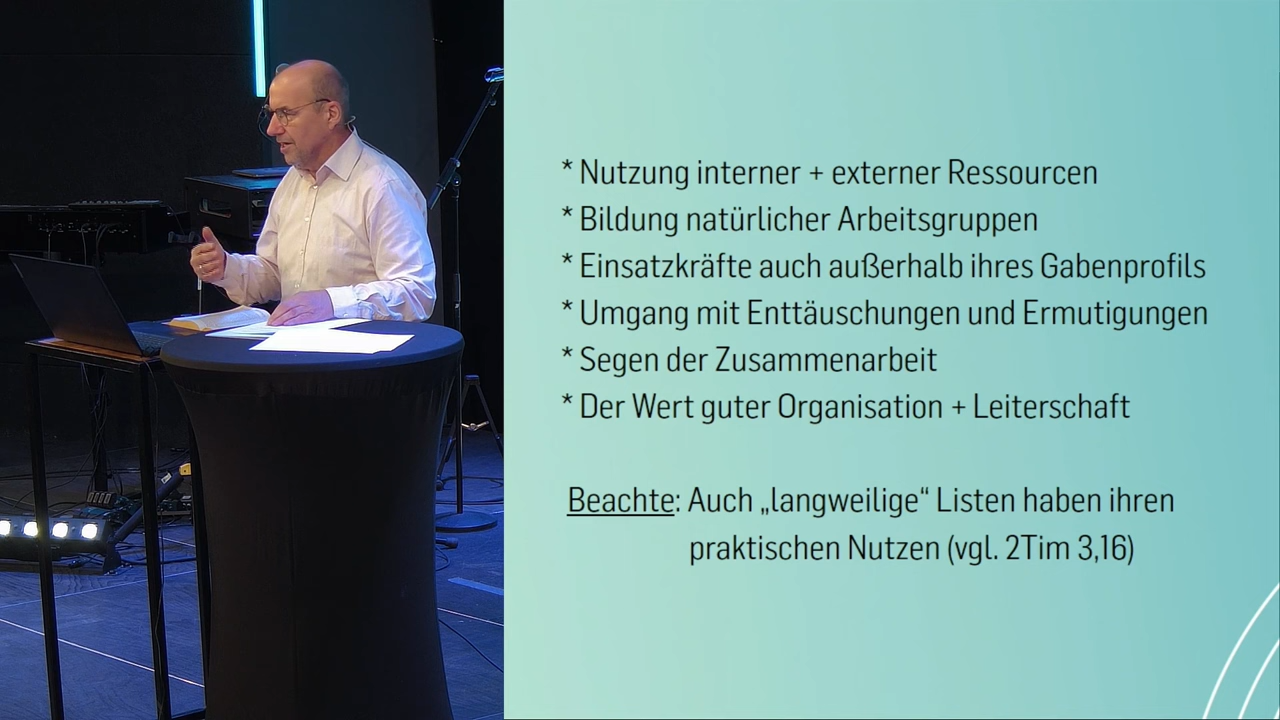 * Nutzung interner + externer Ressourcen
* Bildung natürlicher Arbeitsgruppen
* Einsatzkräfte auch außerhalb ihres Gabenprofils
* Umgang mit Enttäuschungen und Ermutigungen
* Segen der Zusammenarbeit
* Der Wert guter Organisation + Leiterschaft
Beachte: Auch „langweilige“ Listen haben ihren
praktischen Nutzen (vgl. 2Tim 3,16)